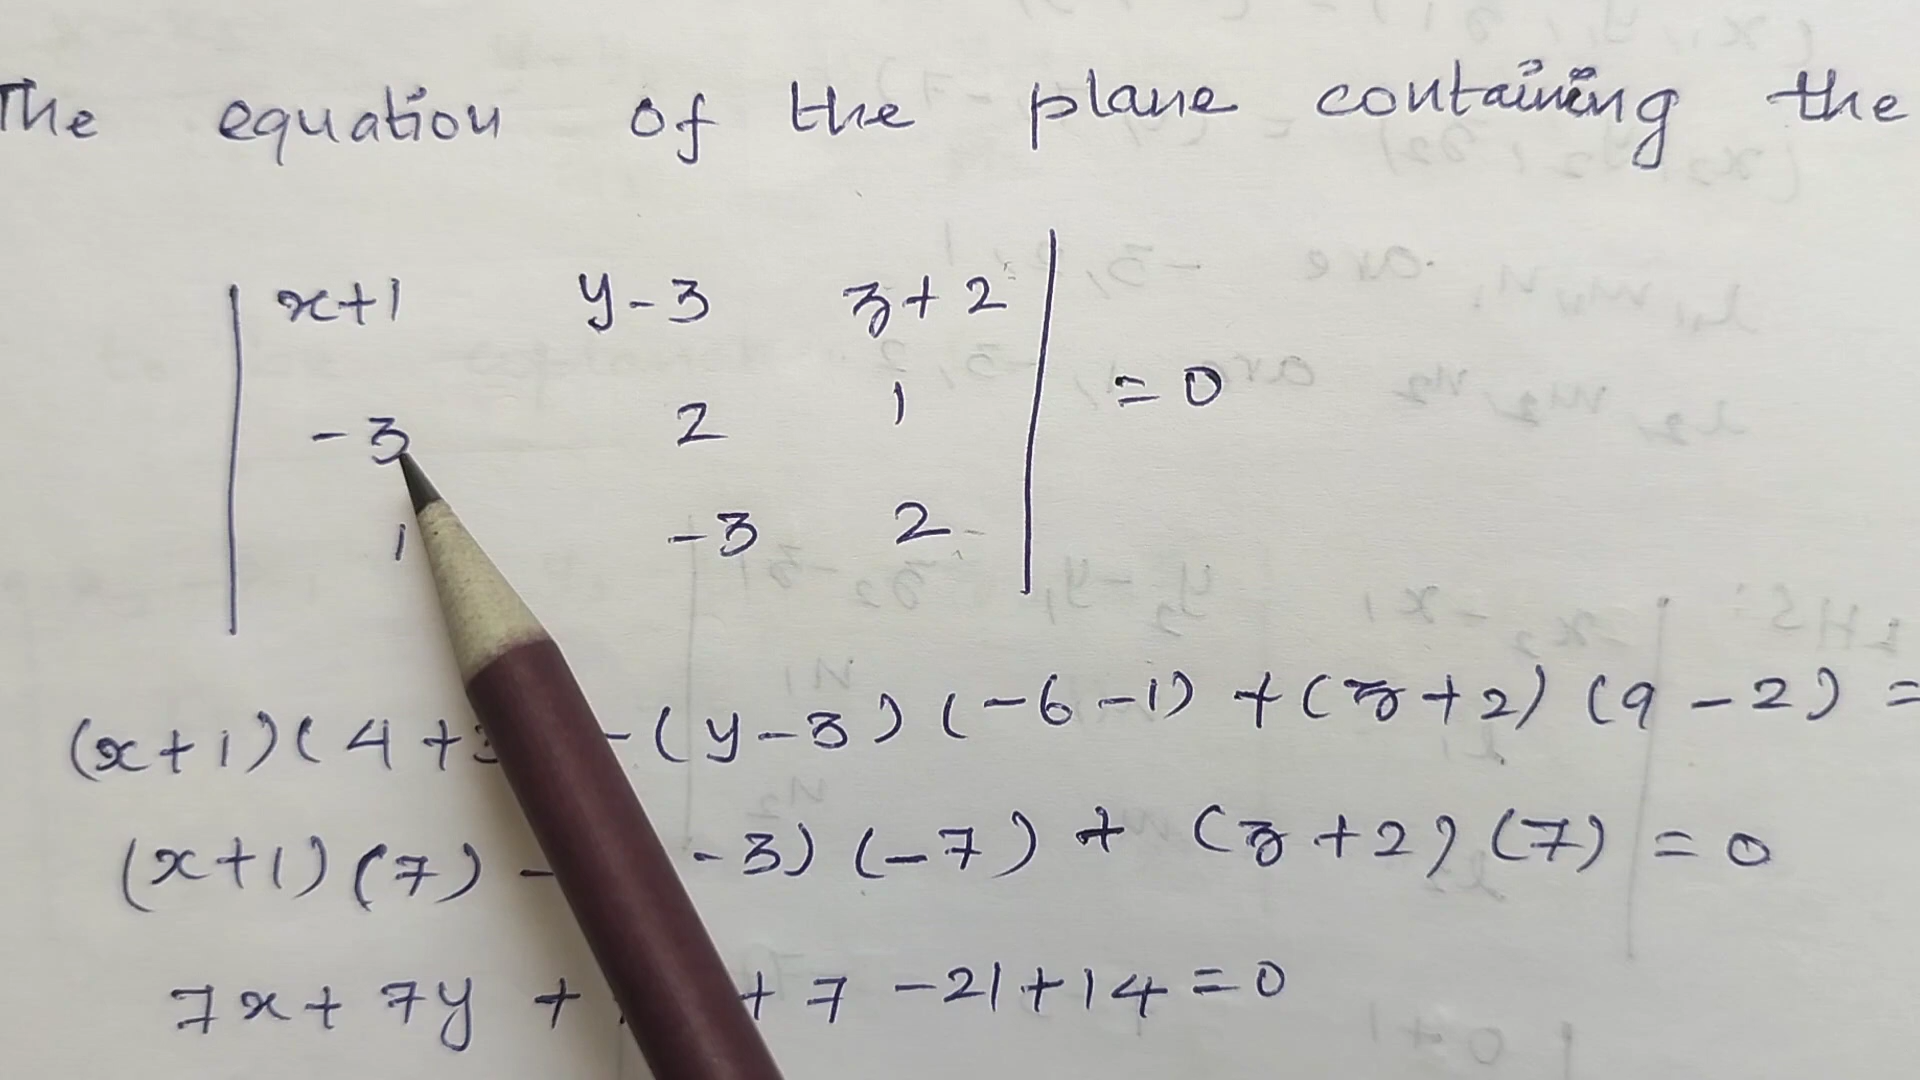 The equation of the plane containing the
x+1 y-3 z+2
-3 2 1 = 0
1 -3 2
(x+1)(4+3 -(y-3)(-6-1)+(z+2)(9-2)=
(x+1)(7)- -3)(-7)+(z+2)(7)=0
7x+7y+ +7-21+14=0